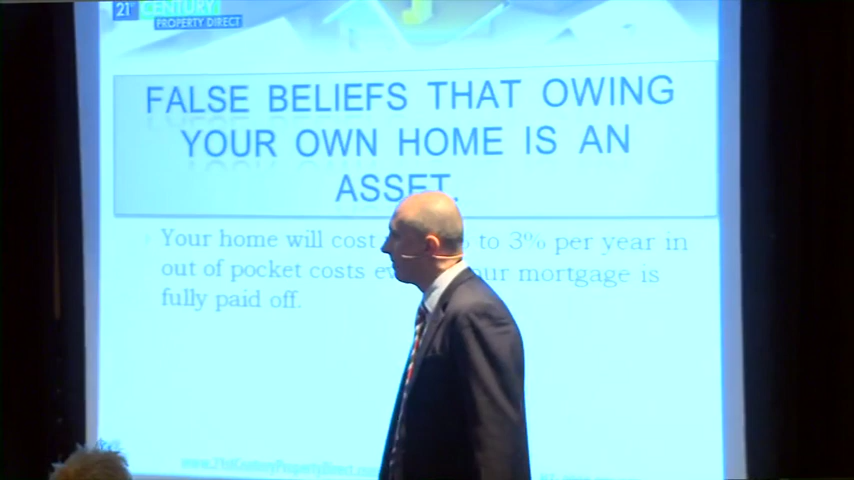 21st CENTURY
PROPERTY DIRECT
FALSE BELIEFS THAT OWING
YOUR OWN HOME IS AN
ASSET.
Your home will cost to 3% per year in
out of pocket costs your mortgage is
fully paid off.